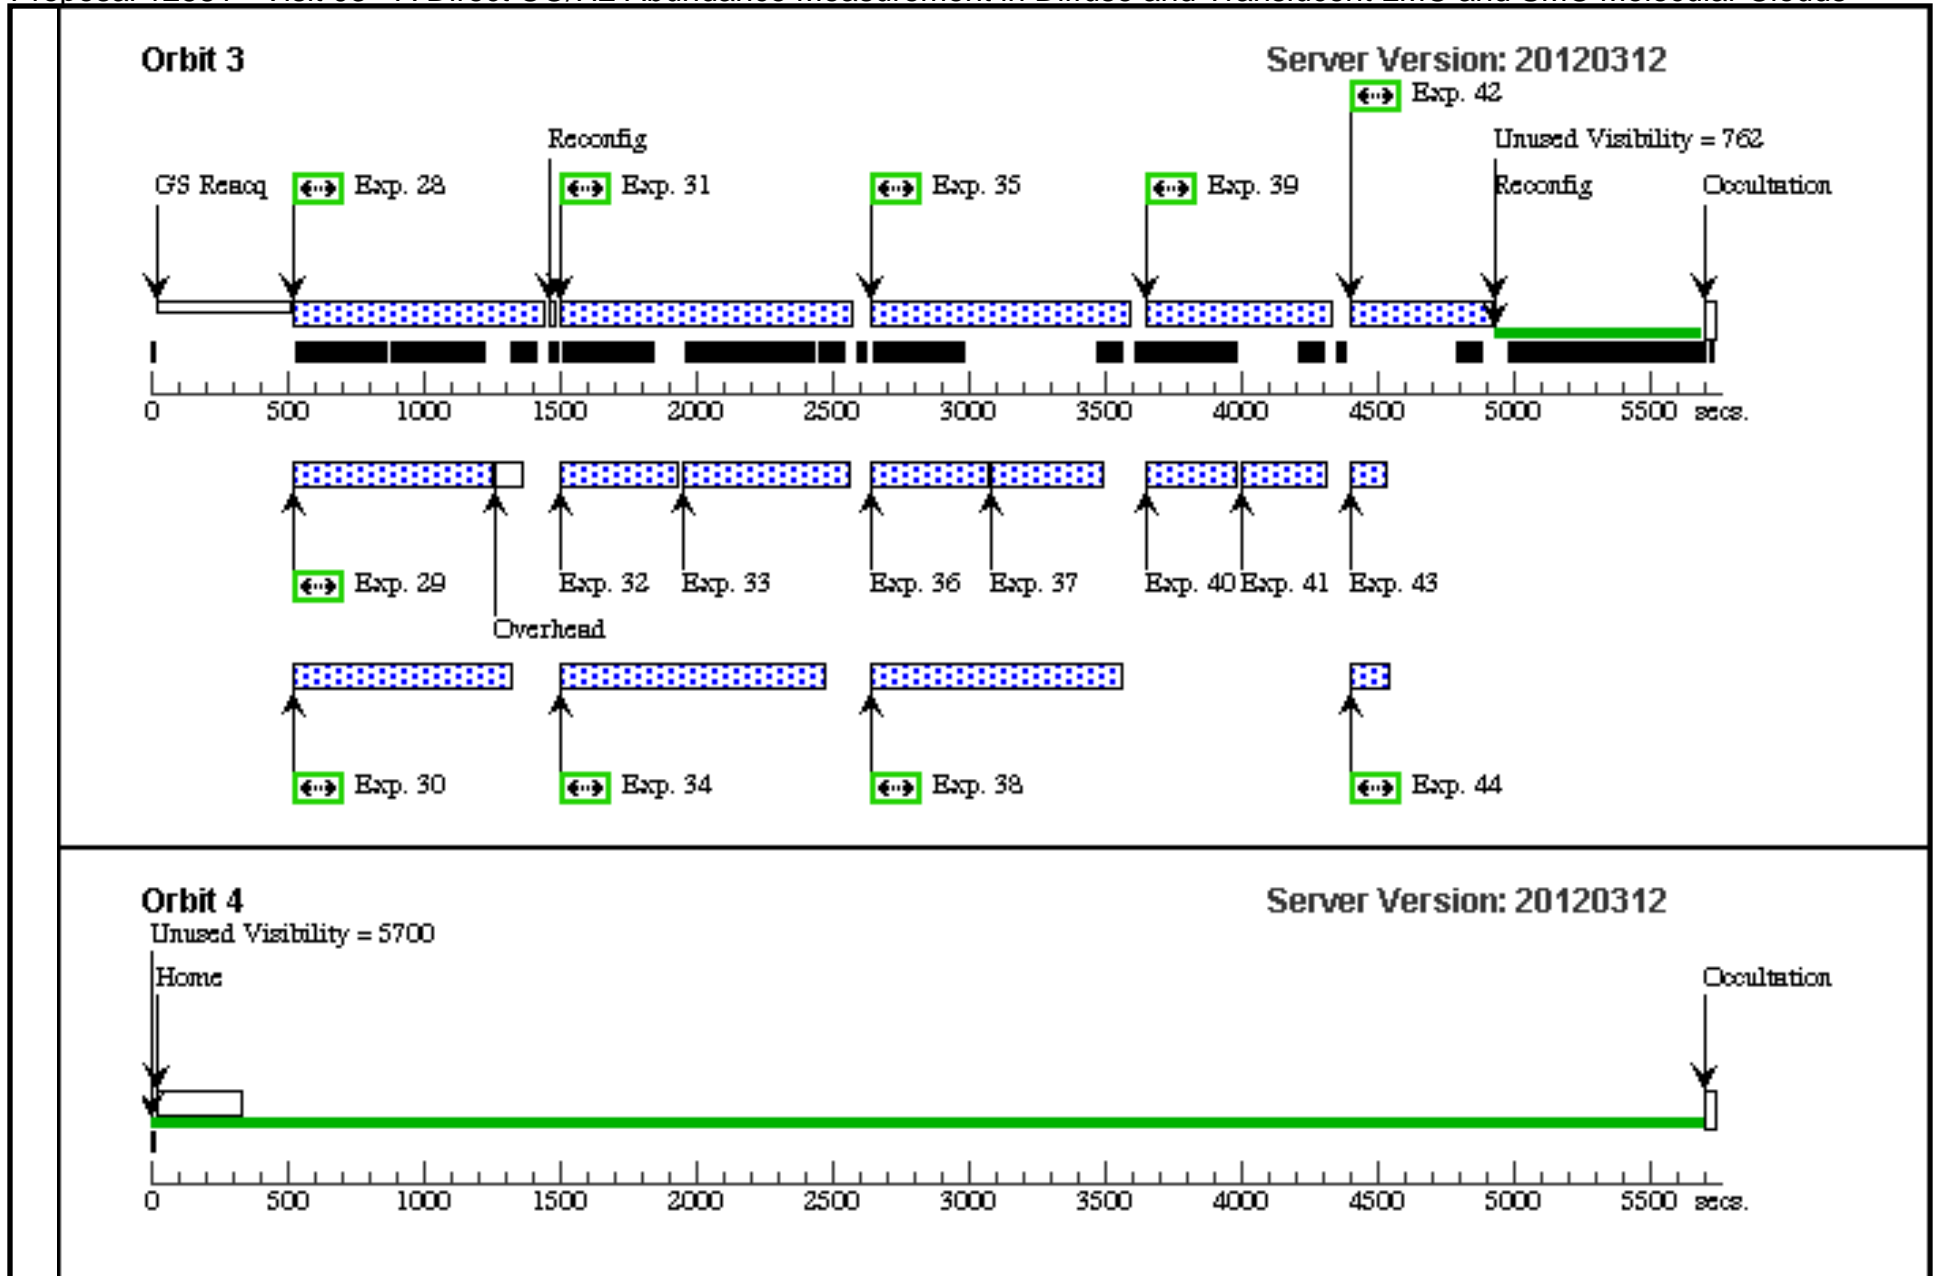 Orbit 3
Server Version: 20120312
Exp. 42
Reconfig
Unused Visibility = 762
GS Reacq
Exp. 28
Exp. 31
Exp. 35
Exp. 39
Reconfig
Occultation
0 500 1000 1500 2000 2500 3000 3500 4000 4500 5000 5500 secs.
Exp. 29
Exp. 32
Exp. 33
Exp. 36
Exp. 37
Exp. 40
Exp. 41
Exp. 43
Overhead
Exp. 30
Exp. 34
Exp. 38
Exp. 44
Orbit 4
Server Version: 20120312
Unused Visibility = 5700
Home
Occultation
0 500 1000 1500 2000 2500 3000 3500 4000 4500 5000 5500 secs.